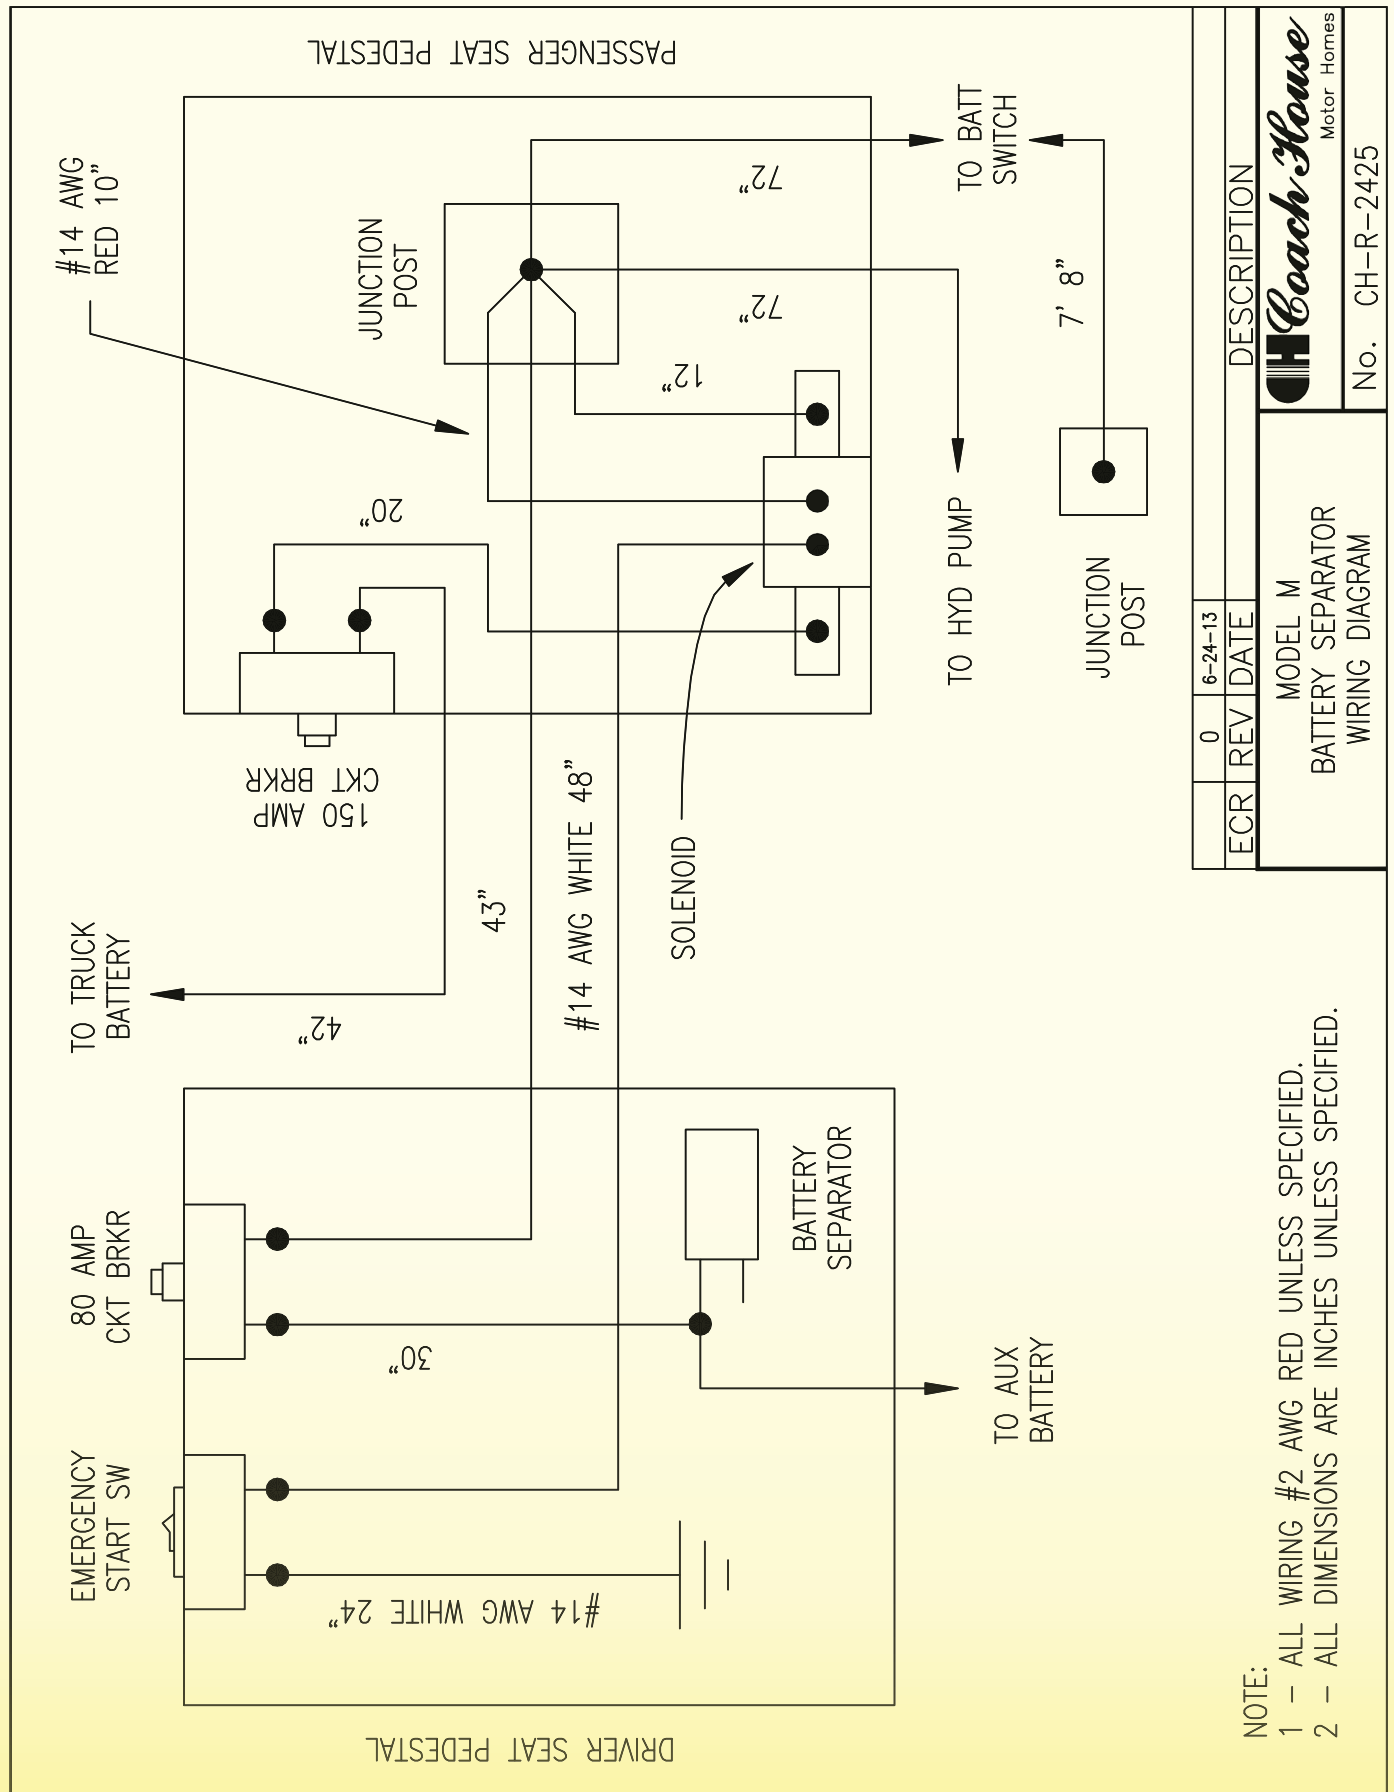 DRIVER SEAT PEDESTAL
EMERGENCY
START SW
#14 AWG WHITE 24"
80 AMP
CKT BRKR
30"
BATTERY
SEPARATOR
TO AUX
BATTERY
TO TRUCK
BATTERY
42"
43"
#14 AWG WHITE 48"
SOLENOID
150 AMP
CKT BRKR
20"
#14 AWG
RED 10"
JUNCTION
POST
12"
72"
72"
PASSENGER SEAT PEDESTAL
TO HYD PUMP
TO BATT
SWITCH
7' 8"
JUNCTION
POST
NOTE:
1 - ALL WIRING #2 AWG RED UNLESS SPECIFIED.
2 - ALL DIMENSIONS ARE INCHES UNLESS SPECIFIED.
0 6-24-13
ECR REV DATE DESCRIPTION
MODEL M
BATTERY SEPARATOR
WIRING DIAGRAM
Coach House
Motor Homes
No. CH-R-2425